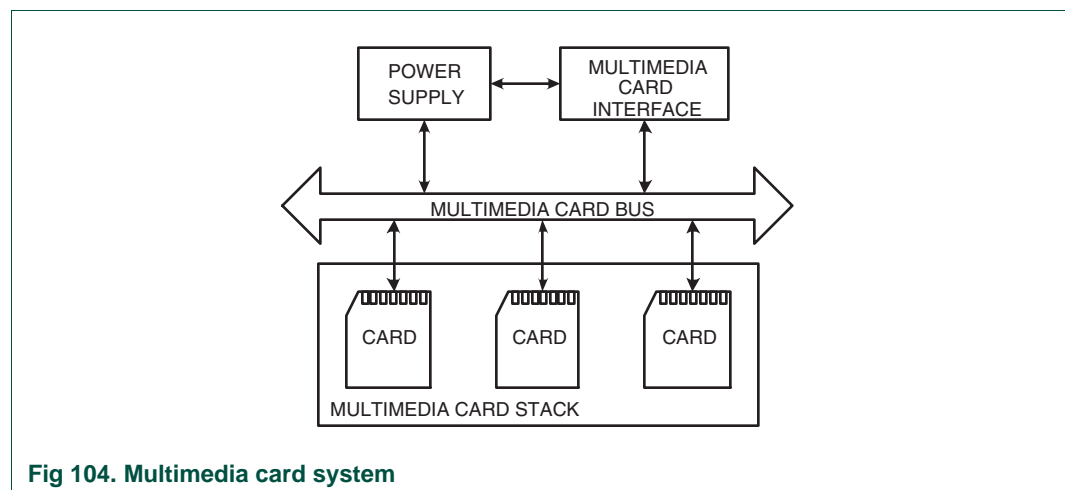 POWER
SUPPLY
MULTIMEDIA
CARD
INTERFACE
MULTIMEDIA CARD BUS
CARD
CARD
CARD
MULTIMEDIA CARD STACK
Fig 104. Multimedia card system